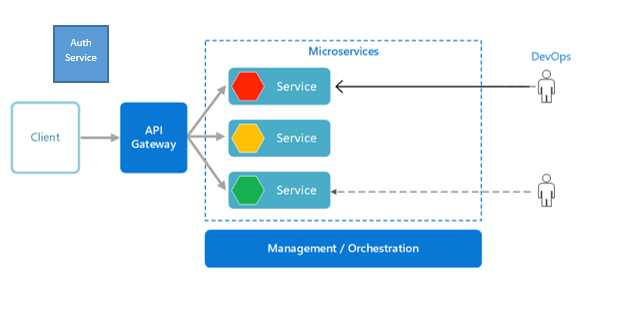 Auth
Service
Microservices
DevOps
Service
Client
API
Gateway
Service
Service
Management / Orchestration